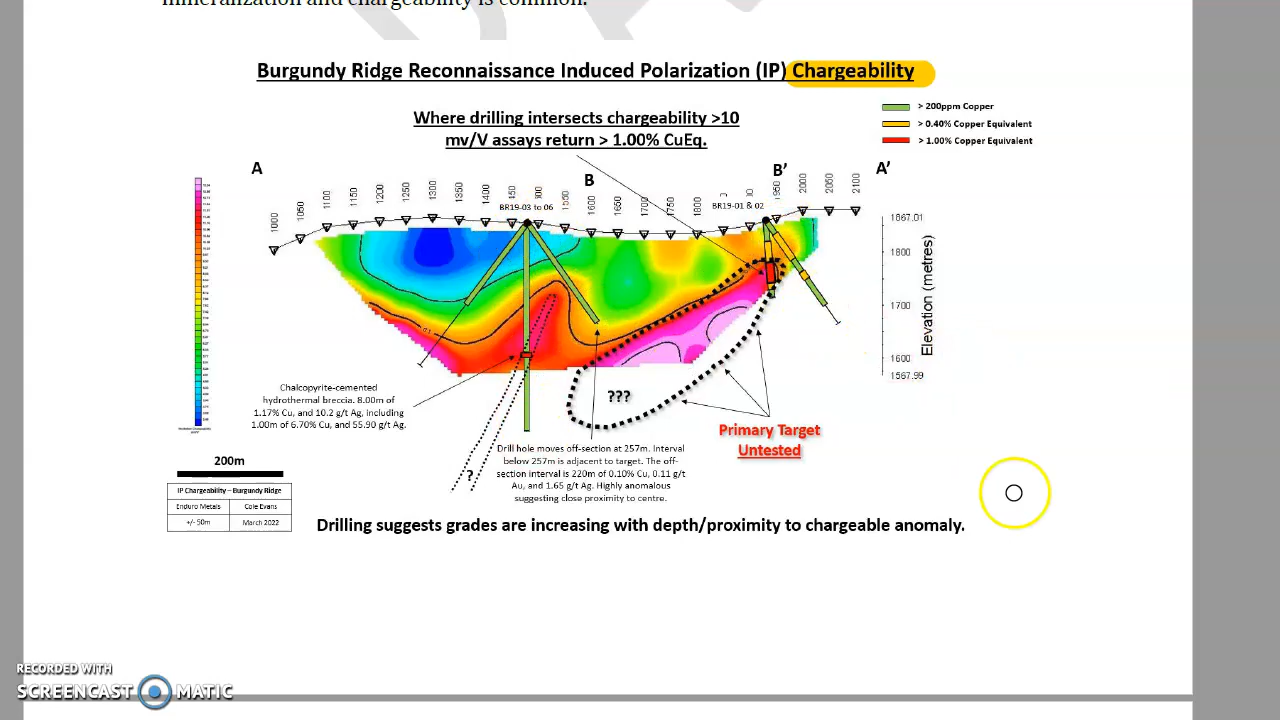 mineralization and chargeability is common.
Burgundy Ridge Reconnaissance Induced Polarization (IP) Chargeability
Where drilling intersects chargeability >10
mv/V assays return > 1.00% CuEq.
> 200ppm Copper
> 0.40% Copper Equivalent
> 1.00% Copper Equivalent
A
B
B'
A'
1000
1050
1100
1150
1200
1250
1300
1350
1400
450
1600
1650
1750
1800
1950
2000
2050
2100
BR19-03 to 06
BR19-01 & 02
1867.01
1800
1700
1600
1567.99
Elevation (metres)
Chalcopyrite-cemented
hydrothermal breccia. 8.00m of
1.17% Cu, and 10.2 g/t Ag, including
1.00m of 6.70% Cu, and 55.90 g/t Ag.
???
?
Primary Target
Untested
Drill hole moves off-section at 257m. Interval
below 257m is adjacent to target. The off-
section interval is 220m of 0.10% Cu, 0.11 g/t
Au, and 1.65 g/t Ag. Highly anomalous
suggesting close proximity to centre.
200m
IP Chargeability – Burgundy Ridge
Enduro Metals Cole Evans
+/- 50m March 2022
Drilling suggests grades are increasing with depth/proximity to chargeable anomaly.
RECORDED WITH
SCREENCAST MATIC